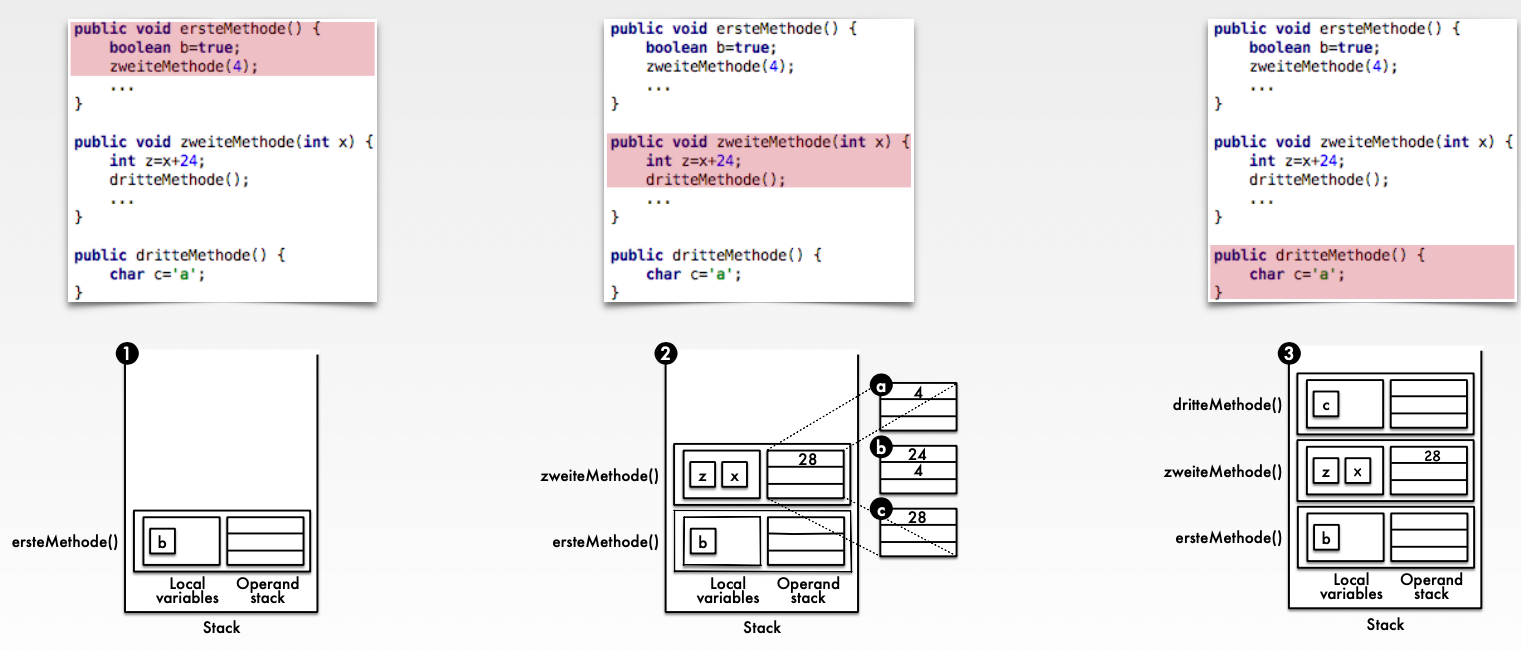 public void ersteMethode() {
boolean b=true;
zweiteMethode(4);
...
}
public void zweiteMethode(int x) {
int z=x+24;
dritteMethode();
...
}
public dritteMethode() {
char c='a';
}
public void ersteMethode() {
boolean b=true;
zweiteMethode(4);
...
}
public void zweiteMethode(int x) {
int z=x+24;
dritteMethode();
...
}
public dritteMethode() {
char c='a';
}
public void ersteMethode() {
boolean b=true;
zweiteMethode(4);
...
}
public void zweiteMethode(int x) {
int z=x+24;
dritteMethode();
...
}
public dritteMethode() {
char c='a';
}
1
ersteMethode()
b
Local
variables
Operand
stack
Stack
2
zweiteMethode()
z x
28
ersteMethode()
b
Local
variables
Operand
stack
Stack
a
4
b
24
4
c
28
3
dritteMethode()
c
zweiteMethode()
z x
28
ersteMethode()
b
Local
variables
Operand
stack
Stack